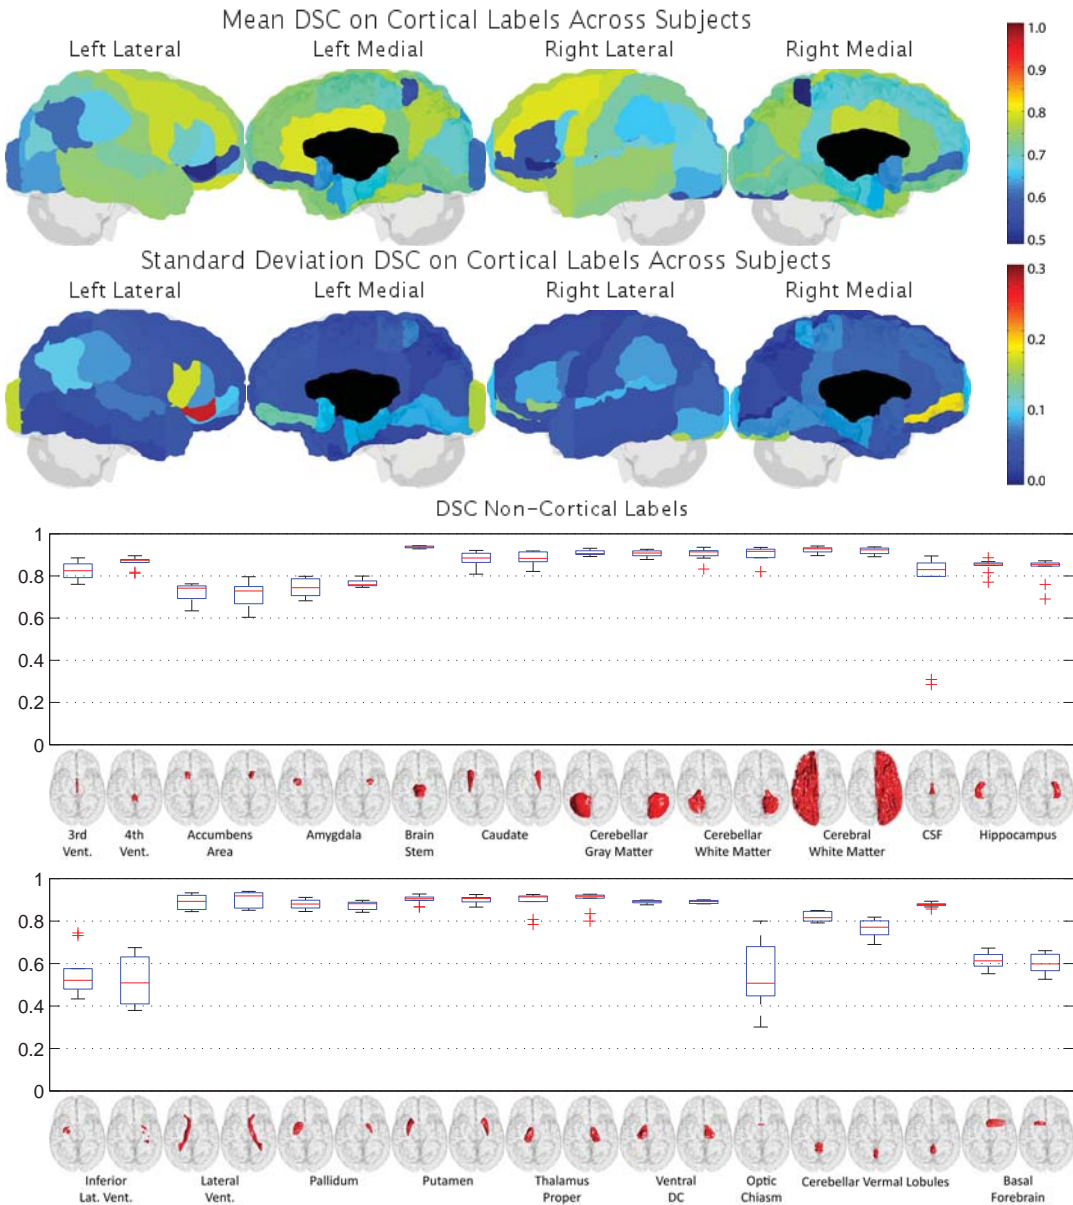 Mean DSC on Cortical Labels Across Subjects
Left Lateral Left Medial Right Lateral Right Medial
1.0
0.9
0.8
0.7
0.6
0.5
Standard Deviation DSC on Cortical Labels Across Subjects
Left Lateral Left Medial Right Lateral Right Medial
0.3
0.2
0.1
0.0
DSC Non-Cortical Labels
1
0.8
0.6
0.4
0.2
0
3rd Vent.
4th Vent.
Accumbens Area
Amygdala
Brain Stem
Caudate
Cerebellar Gray Matter
Cerebellar White Matter
Cerebral White Matter
CSF
Hippocampus
1
0.8
0.6
0.4
0.2
0
Inferior Lat. Vent.
Lateral Vent.
Pallidum
Putamen
Thalamus Proper
Ventral DC
Optic Chiasm
Cerebellar Vermal Lobules
Basal Forebrain